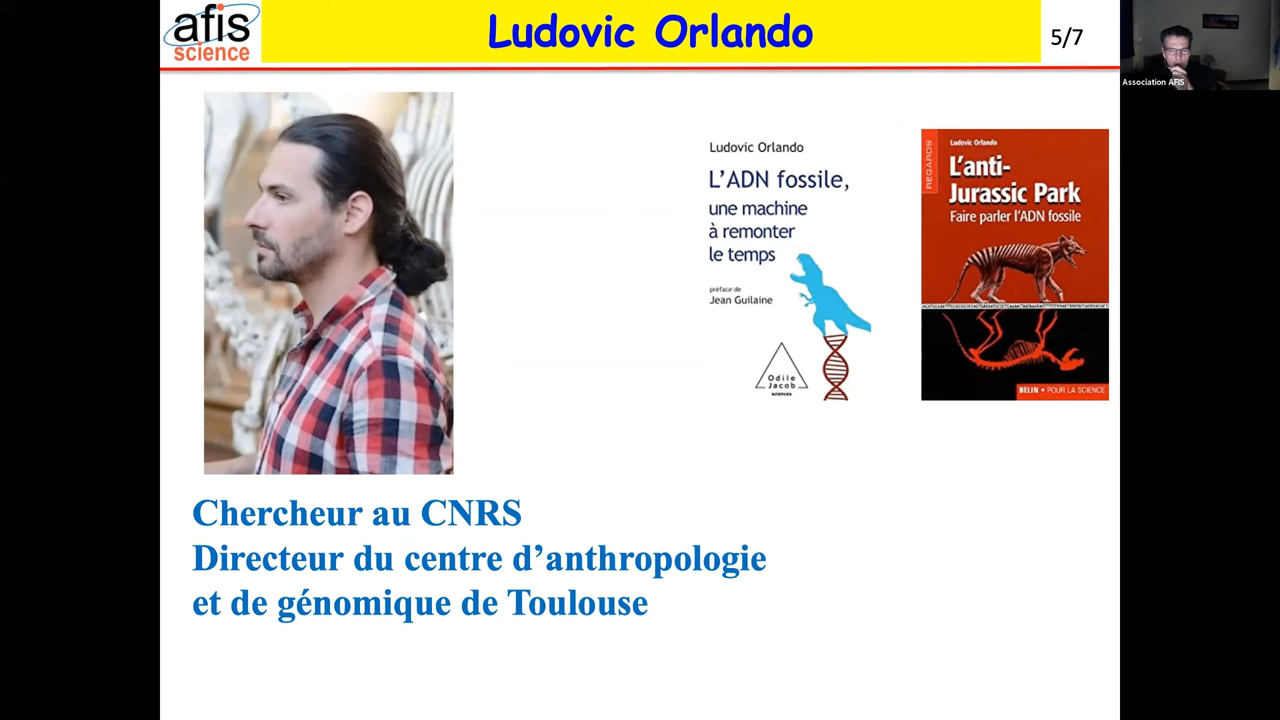 afis
science
Ludovic Orlando
5/7
Association AFIS
Ludovic Orlando
L'ADN fossile,
une machine
à remonter
le temps
préface de
Jean Guilaine
Odile
Jacob
sciences
REGARDS
Ludovic Orlando
L'anti-
Jurassic Park
Faire parler l'ADN fossile
BELIN • POUR LA SCIENCE
Chercheur au CNRS
Directeur du centre d'anthropologie
et de génomique de Toulouse